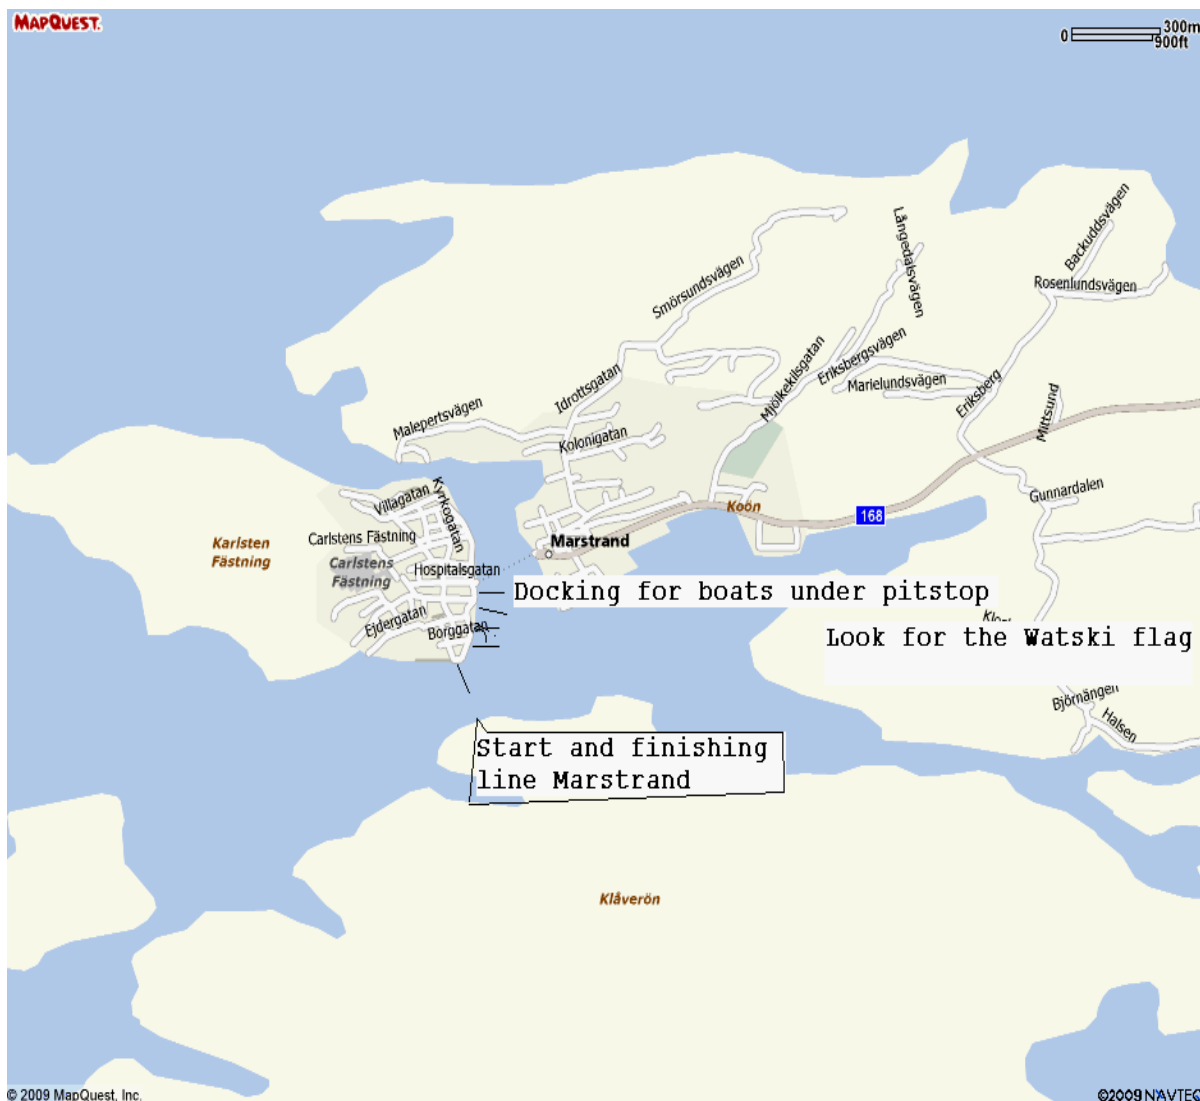 MAPQUEST.
0 300m
900ft
Backuddsvägen
Långedalsvägen
Smörsundsvägen
Rosenlundsvägen
Mjölkekilsgatan
Eriksbergsvägen
Idrottsgatan
Marielundsvägen
Eriksberg
Mittsund
Malepertsvägen
Kolonigatan
Kyrkogatan
Villagatan
Gunnardalen
Koön
168
Carlstens Fästning
Karlsten
Fästning
Marstrand
Carlstens
Fästning
Hospitalsgatan
Docking for boats under pitstop
Ejdergatan
Borggatan
Look for the Watski flag
Björnängen
Halsen
Start and finishing
line Marstrand
Klåverön
© 2009 MapQuest, Inc.
©2009 NAVTEQ